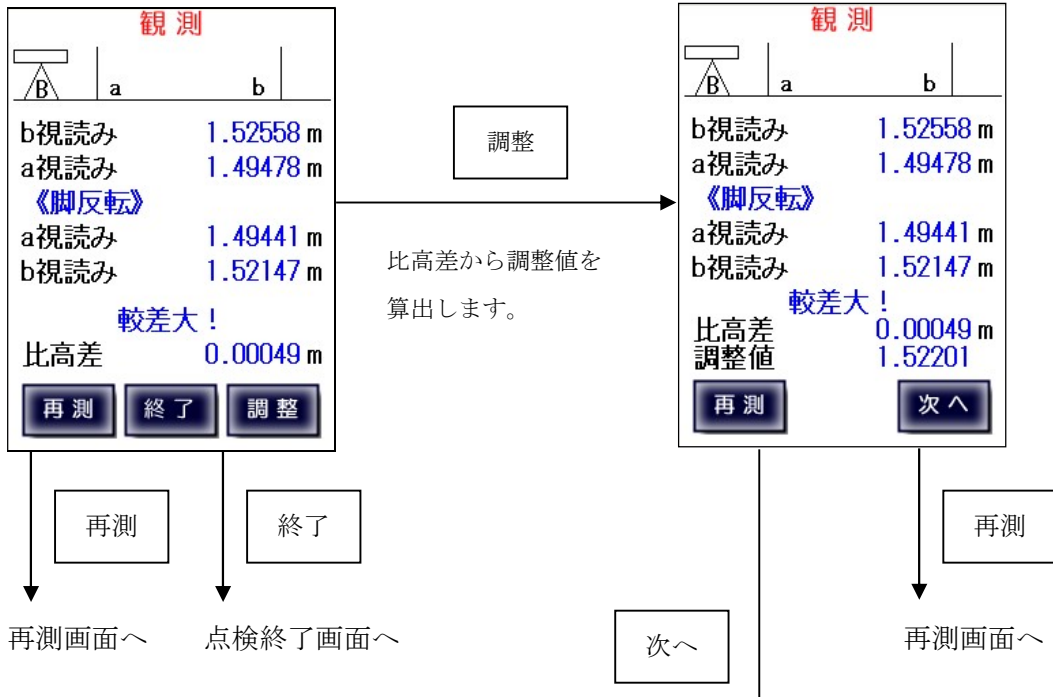 観 測
B a b
b視読み 1.52558 m
a視読み 1.49478 m
《脚反転》
a視読み 1.49441 m
b視読み 1.52147 m
較差大！
比高差 0.00049 m
再 測 終 了 調 整
調整
比高差から調整値を
算出します。
観 測
B a b
b視読み 1.52558 m
a視読み 1.49478 m
《脚反転》
a視読み 1.49441 m
b視読み 1.52147 m
較差大！
比高差 0.00049 m
調整値 1.52201
再 測 次 へ
再測
終了
再測
再測画面へ
点検終了画面へ
次へ
再測画面へ